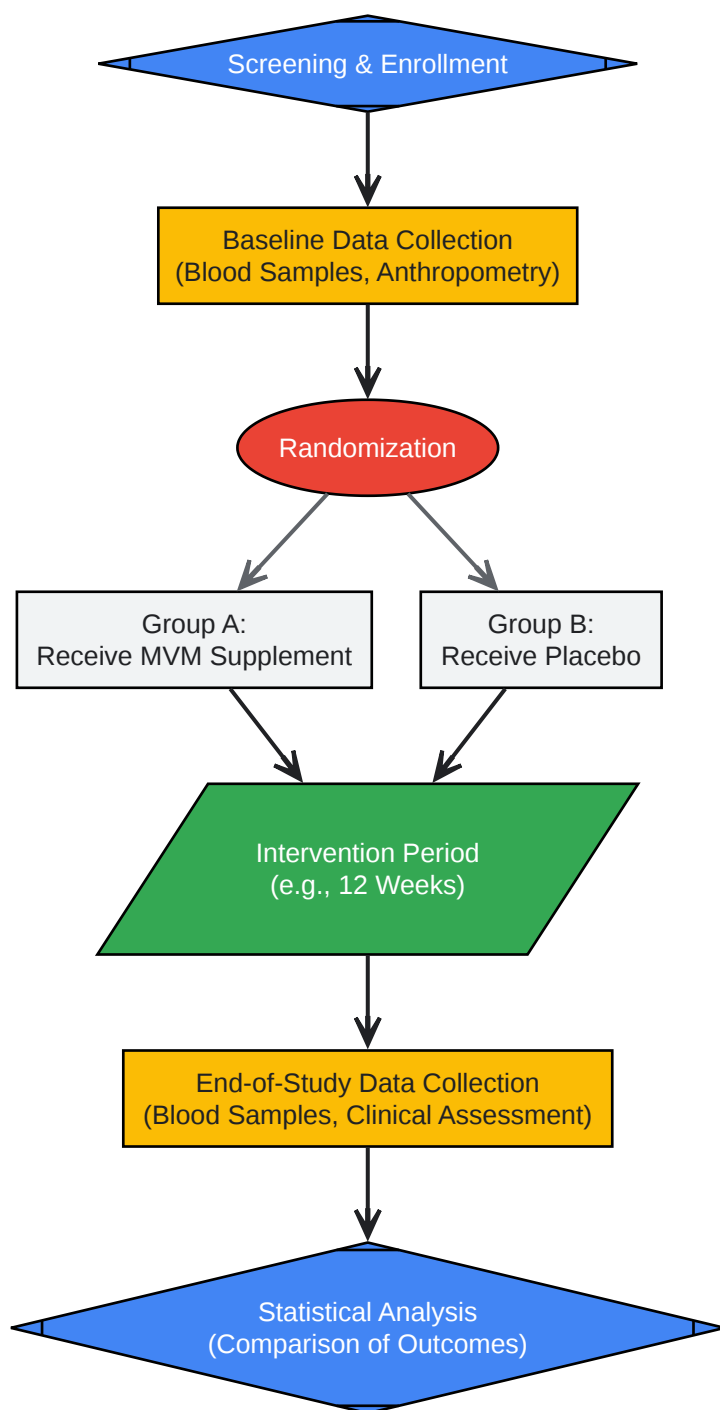 Screening & Enrollment
Baseline Data Collection
(Blood Samples, Anthropometry)
Randomization
Group A:
Receive MVM Supplement
Group B:
Receive Placebo
Intervention Period
(e.g., 12 Weeks)
End-of-Study Data Collection
(Blood Samples, Clinical Assessment)
Statistical Analysis
(Comparison of Outcomes)